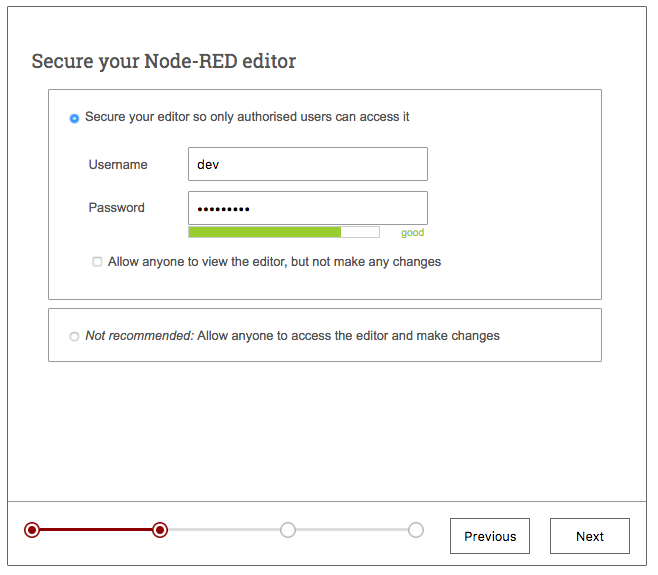 Secure your Node-RED editor
Secure your editor so only authorised users can access it
Username
dev
Password
•••••••••
good
Allow anyone to view the editor, but not make any changes
Not recommended: Allow anyone to access the editor and make changes
Previous
Next